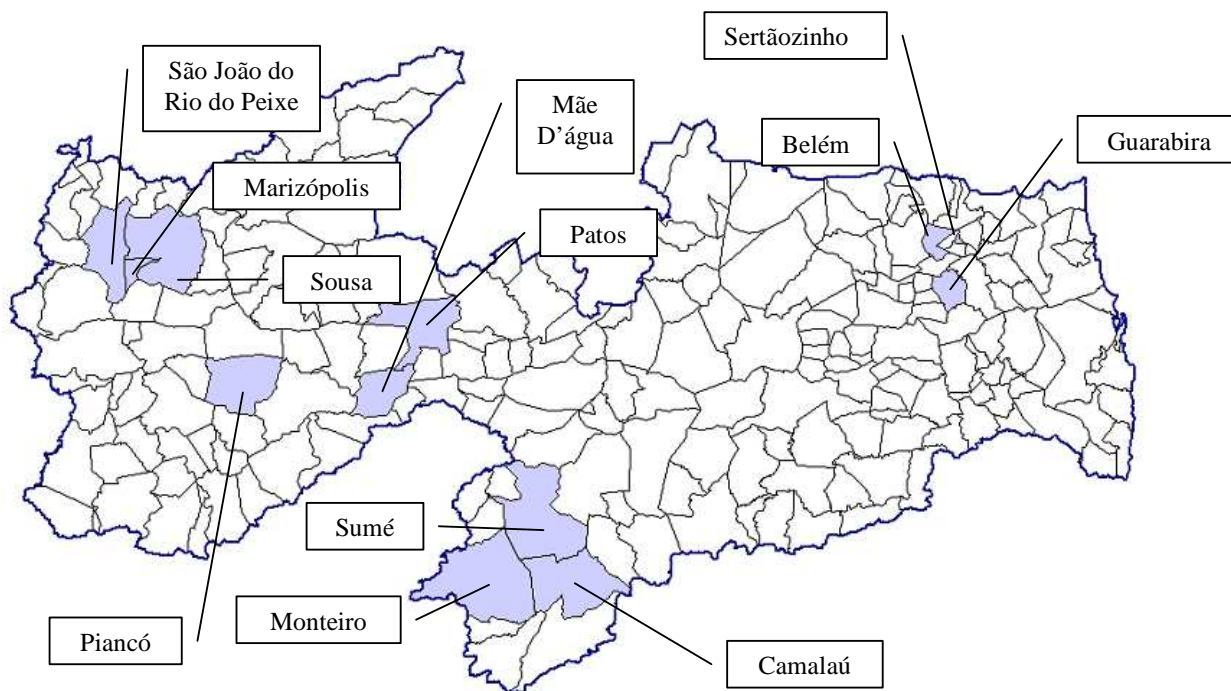 Sertãozinho
São João do
Rio do Peixe
Mãe
D'água
Belém
Guarabira
Marizópolis
Patos
Sousa
Sumé
Monteiro
Piancó
Camalaú